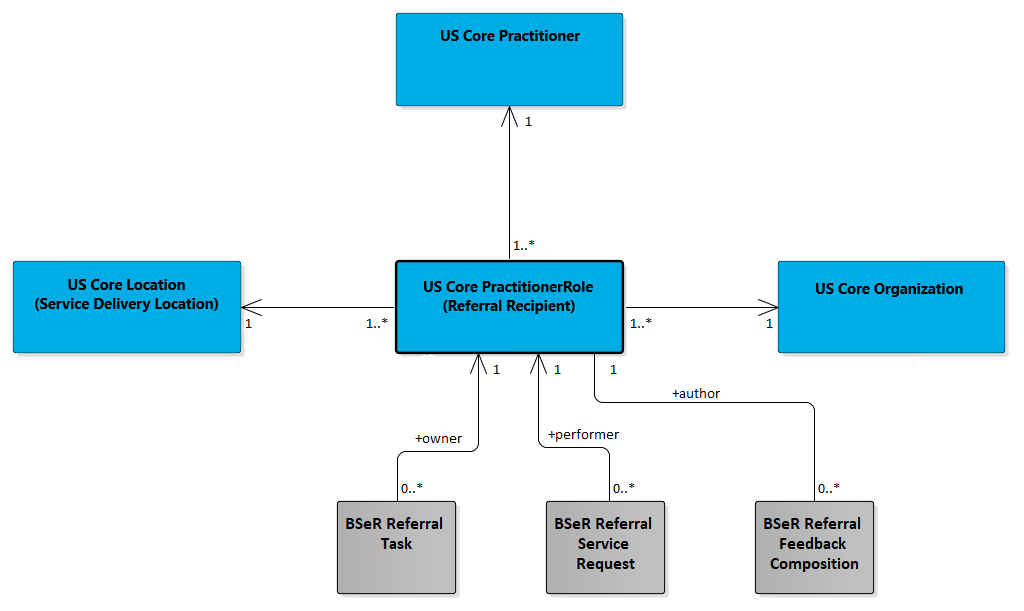 US Core Practitioner
1
1..*
US Core Location
(Service Delivery Location)
US Core PractitionerRole
(Referral Recipient)
US Core Organization
1
1..*
1..*
1
1
1
1
+author
+owner
+performer
0..*
0..*
0..*
BSeR Referral
Task
BSeR Referral
Service
Request
BSeR Referral
Feedback
Composition